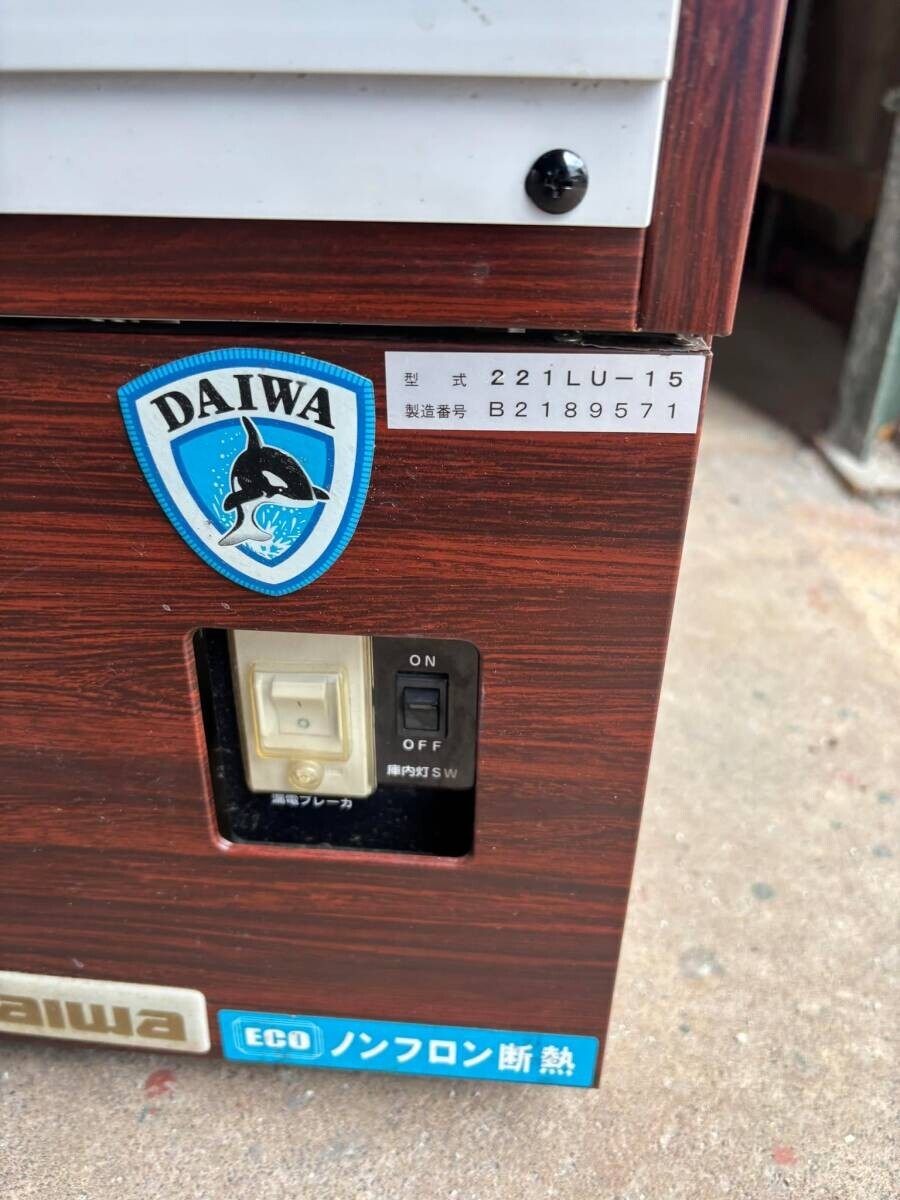 DAIWA
型 式 221LU-15
製造番号 B2189571
ON
OFF
庫内灯SW
漏電ブレーカ
aiwa
ECO ノンフロン断熱